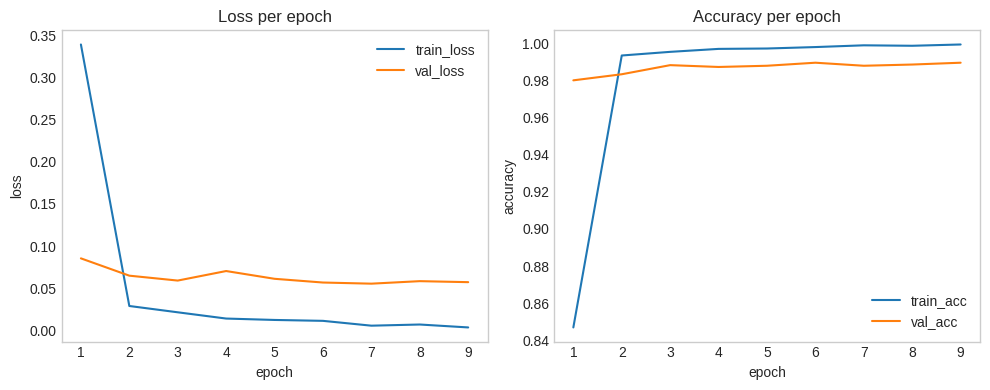 Loss per epoch
0.35
0.30
0.25
0.20
0.15
0.10
0.05
0.00
loss
train_loss
val_loss
1 2 3 4 5 6 7 8 9
epoch
Accuracy per epoch
1.00
0.98
0.96
0.94
0.92
0.90
0.88
0.86
0.84
accuracy
train_acc
val_acc
1 2 3 4 5 6 7 8 9
epoch